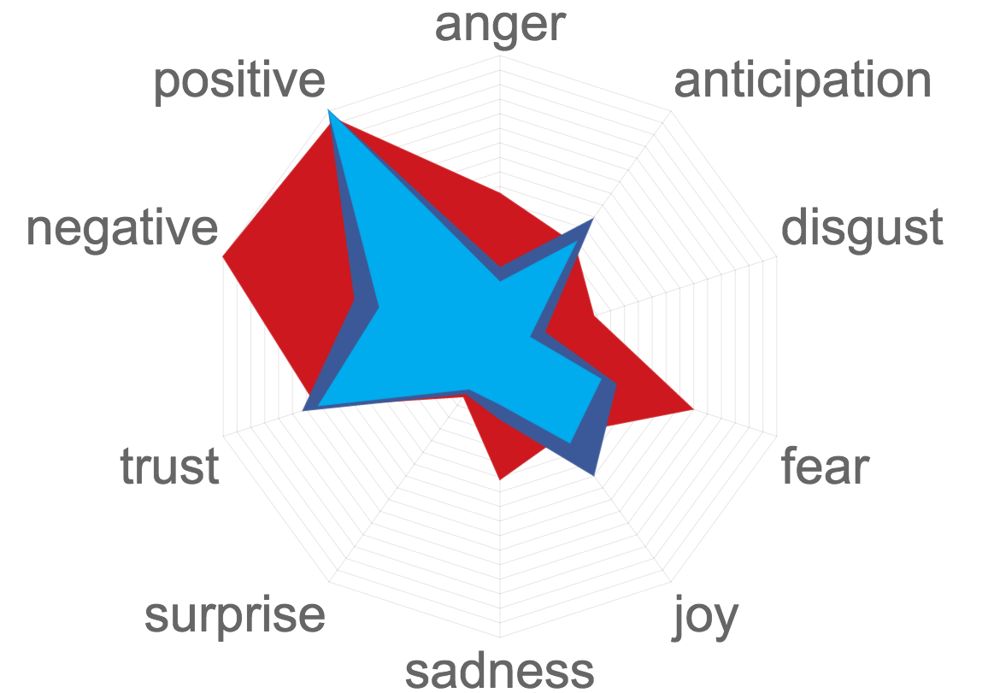 anger
positive
anticipation
negative
disgust
trust
fear
surprise
joy
sadness